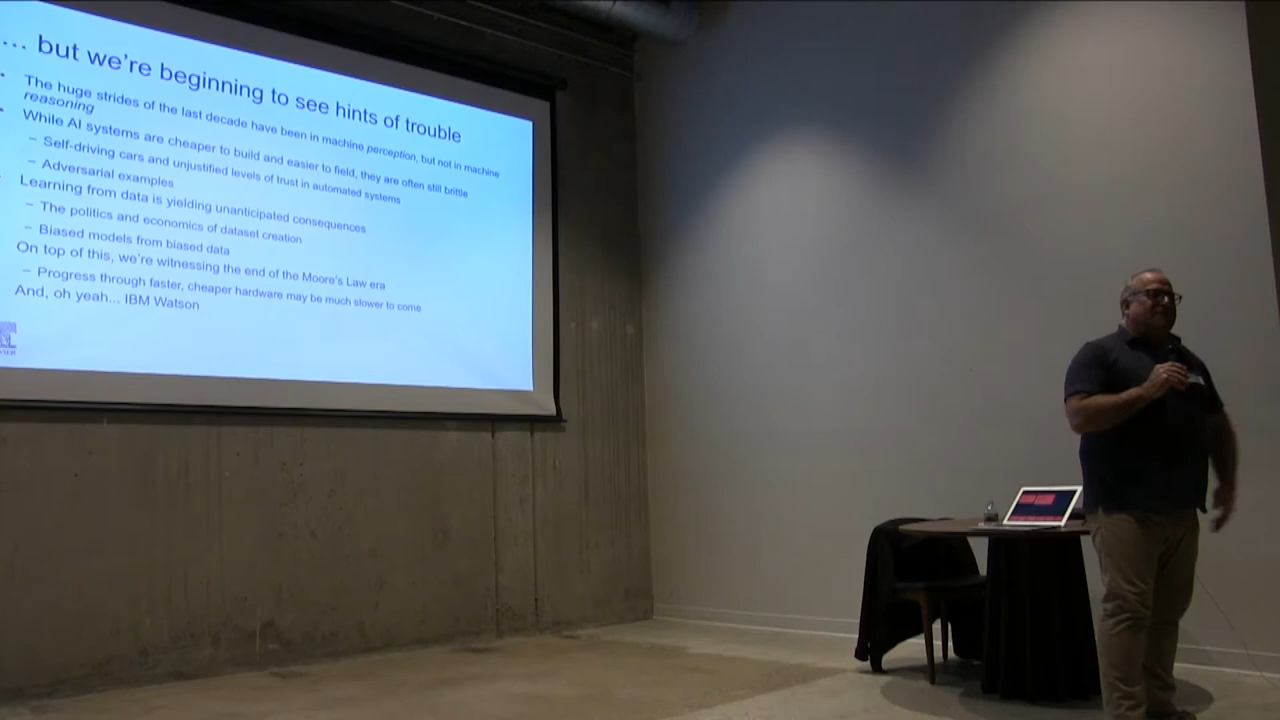 ... but we're beginning to see hints of trouble
• The huge strides of the last decade have been in machine perception, but not in machine
reasoning
• While AI systems are cheaper to build and easier to field, they are often still brittle
– Self-driving cars and unjustified levels of trust in automated systems
– Adversarial examples
Learning from data is yielding unanticipated consequences
– The politics and economics of dataset creation
– Biased models from biased data
On top of this, we're witnessing the end of the Moore's Law era
– Progress through faster, cheaper hardware may be much slower to come
And, oh yeah... IBM Watson